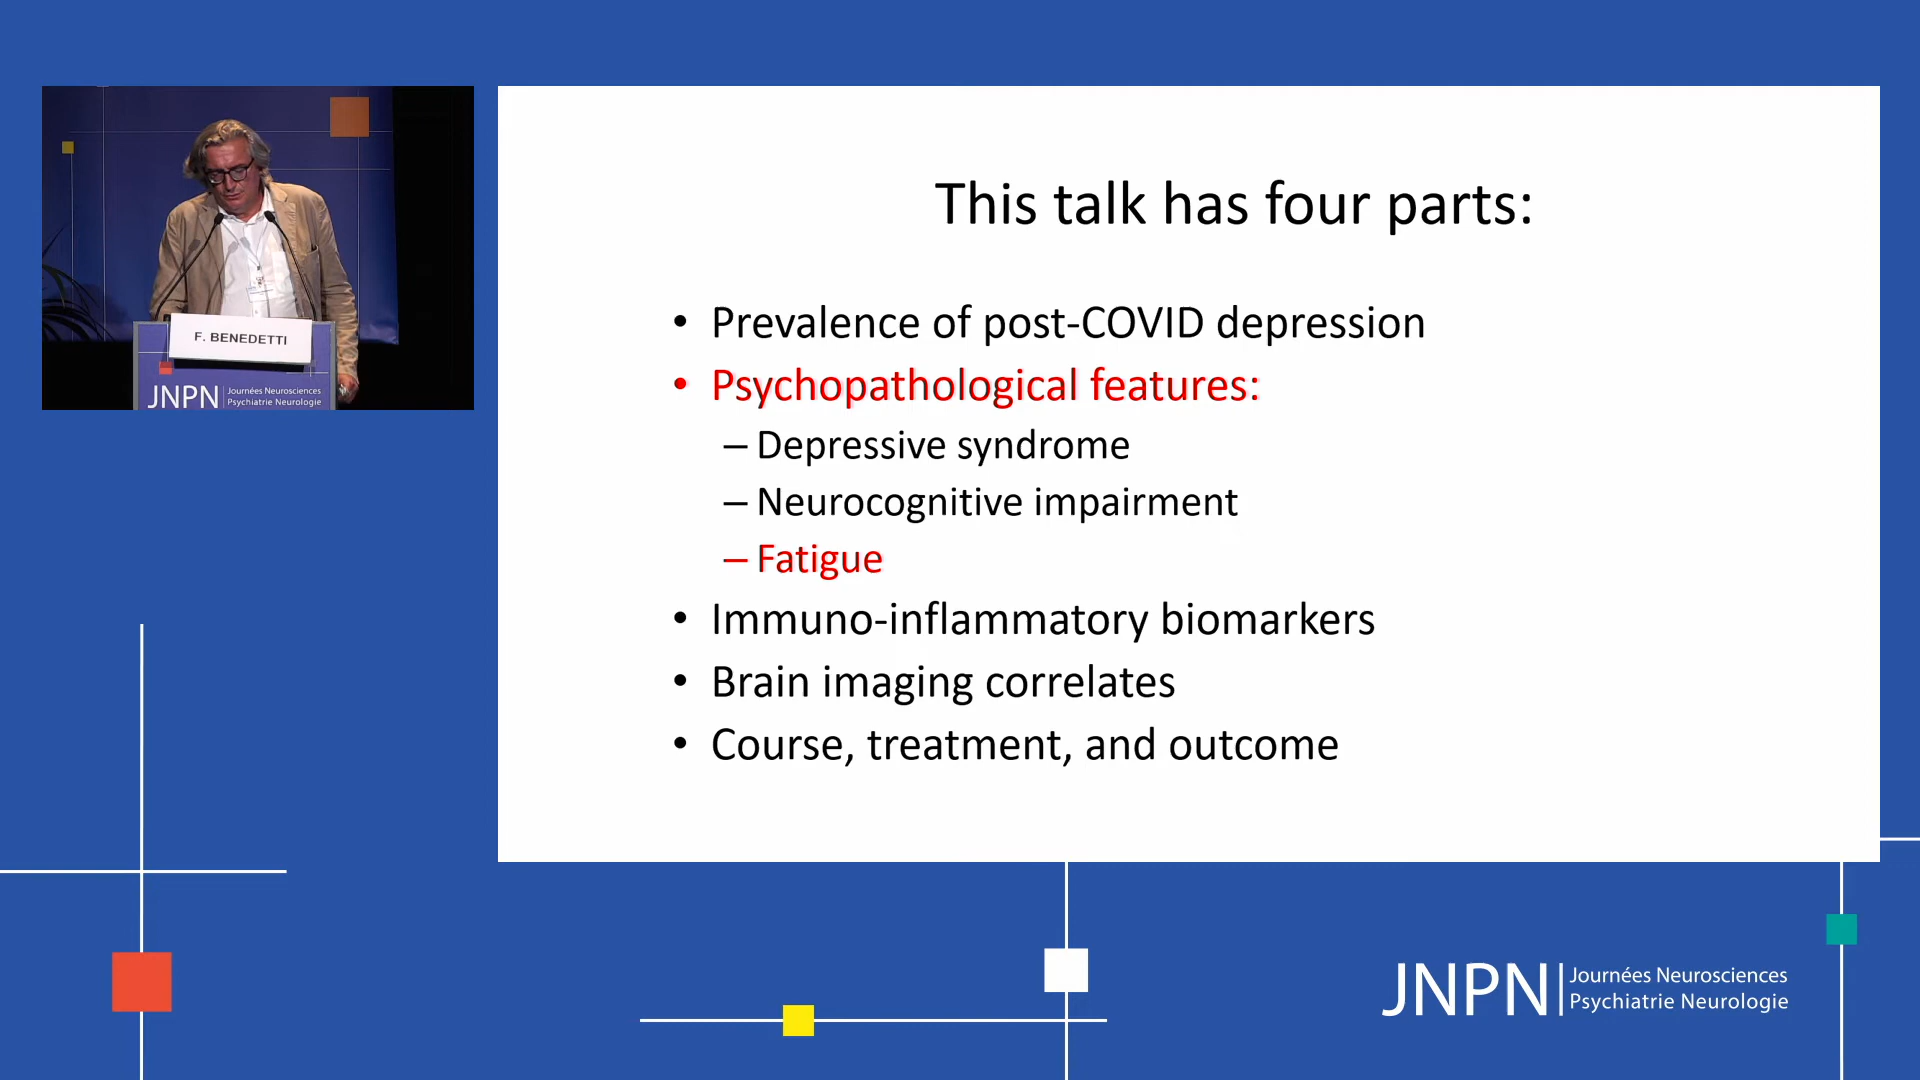 F. BENEDETTI
JNPN Journées Neurosciences
Psychiatrie Neurologie
This talk has four parts:
• Prevalence of post-COVID depression
• Psychopathological features:
– Depressive syndrome
– Neurocognitive impairment
– Fatigue
• Immuno-inflammatory biomarkers
• Brain imaging correlates
• Course, treatment, and outcome
JNPN Journées Neurosciences
Psychiatrie Neurologie